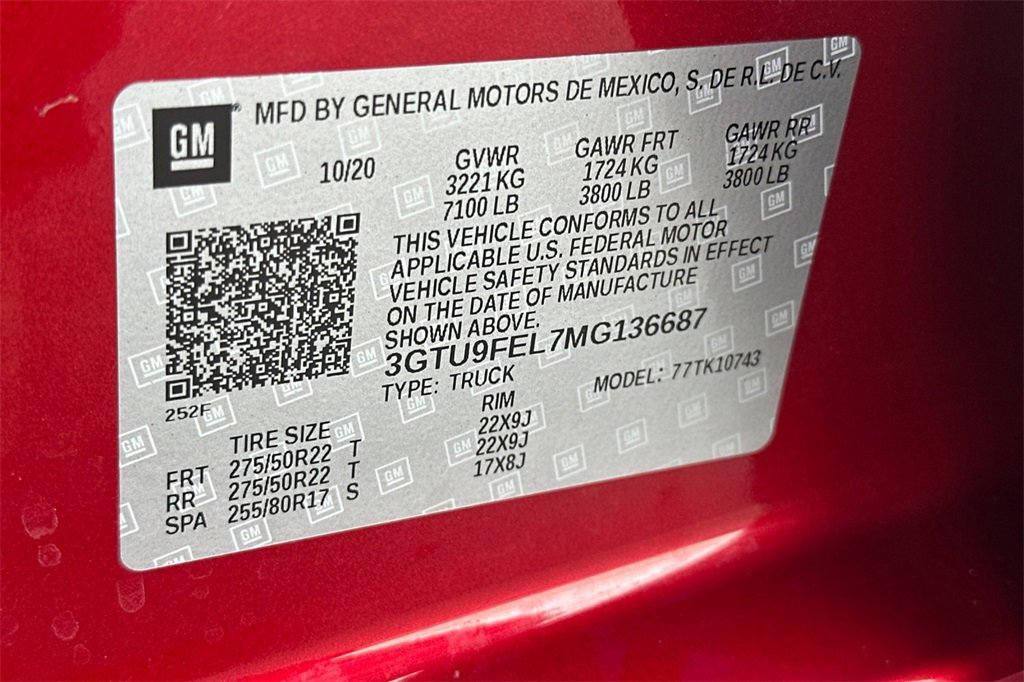 GM
MFD BY GENERAL MOTORS DE MEXICO, S. DE R.L. DE C.V.
10/20
GVWR
3221 KG
7100 LB
GAWR FRT
1724 KG
3800 LB
GAWR RR
1724 KG
3800 LB
THIS VEHICLE CONFORMS TO ALL
APPLICABLE U.S. FEDERAL MOTOR
VEHICLE SAFETY STANDARDS IN EFFECT
ON THE DATE OF MANUFACTURE
SHOWN ABOVE.
3GTU9FEL7MG136687
TYPE: TRUCK
MODEL: 77TK10743
252F
TIRE SIZE RIM
FRT 275/50R22 T 22X9J
RR 275/50R22 T 22X9J
SPA 255/80R17 S 17X8J